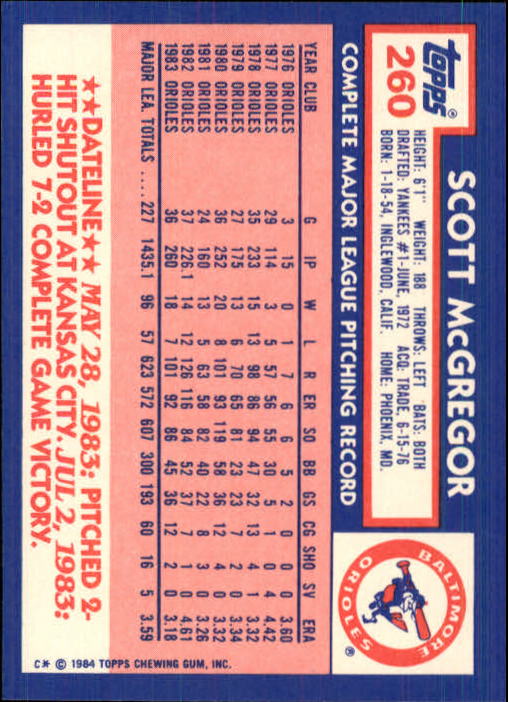 Topps®
260
SCOTT McGREGOR
HEIGHT: 6'1" WEIGHT: 188 THROWS: LEFT BATS: BOTH
DRAFTED: YANKEES #1-JUNE, 1972 ACQ: TRADE, 6-15-76
BORN: 1-18-54, INGLEWOOD, CALIF. HOME: PHOENIX, MD.
BALTIMORE
ORIOLES
®
COMPLETE MAJOR LEAGUE PITCHING RECORD
YEAR CLUB G IP W L R ER SO BB GS CG SHO SV ERA
1976 ORIOLES 3 15 0 1 7 6 6 5 2 0 0 0 3.60
1977 ORIOLES 29 114 3 5 57 56 55 30 5 1 0 4 4.42
1978 ORIOLES 35 233 15 13 98 86 94 47 32 13 4 1 3.32
1979 ORIOLES 27 175 13 6 70 65 81 23 23 7 2 0 3.34
1980 ORIOLES 36 252 20 8 101 93 119 58 36 12 4 0 3.32
1981 ORIOLES 24 160 13 5 63 58 82 40 22 8 3 0 3.26
1982 ORIOLES 37 226.1 14 12 126 116 84 52 37 7 1 0 4.61
1983 ORIOLES 36 260 18 7 101 92 86 45 36 12 2 0 3.18
MAJOR LEA. TOTALS .... 227 1435.1 96 57 623 572 607 300 193 60 16 5 3.59
★★DATELINE★★ MAY 28, 1983: PITCHED 2-
HIT SHUTOUT AT KANSAS CITY. JUL 2, 1983:
HURLED 7-2 COMPLETE GAME VICTORY.
C* © 1984 TOPPS CHEWING GUM, INC.